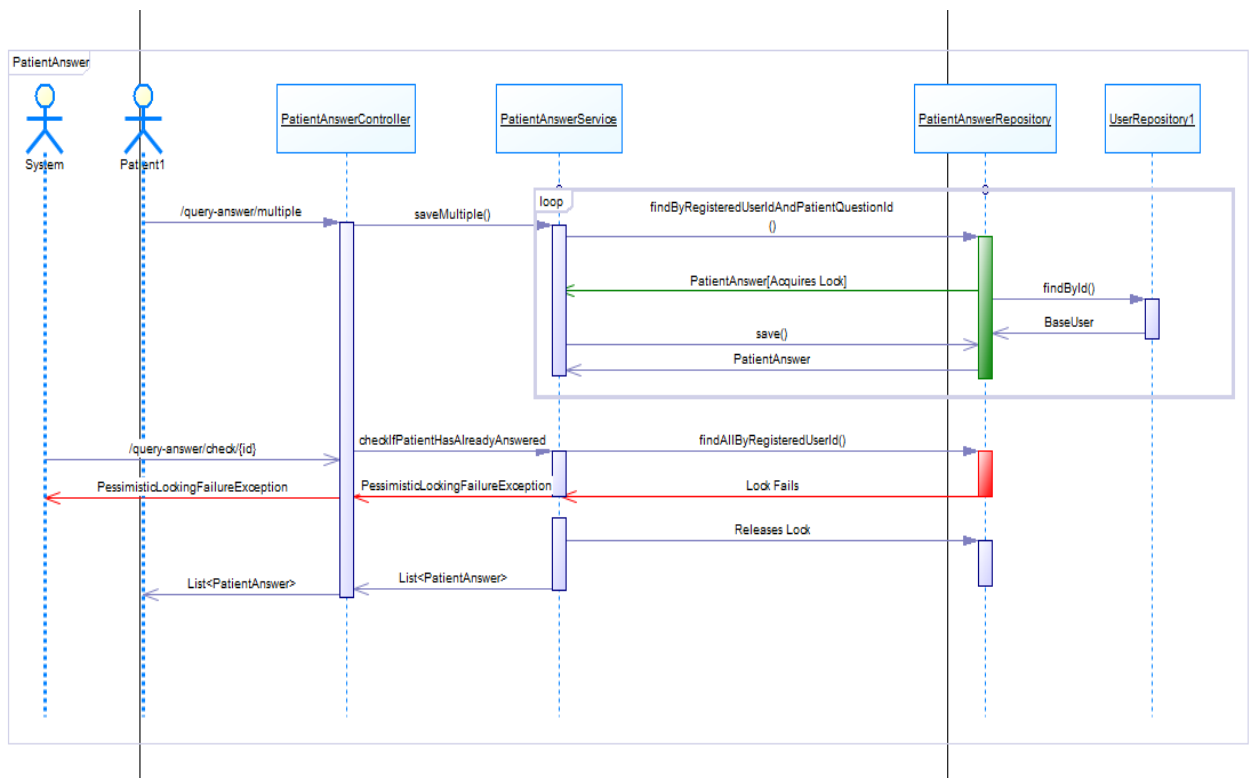 PatientAnswer
System
Patient1
PatientAnswerController
PatientAnswerService
PatientAnswerRepository
UserRepository1
loop
/query-answer/multiple
saveMultiple()
findByRegisteredUserIdAndPatientQuestionId
()
PatientAnswer[Acquires Lock]
findById()
BaseUser
save()
PatientAnswer
/query-answer/check/{id}
checkIfPatientHasAlreadyAnswered
findAllByRegisteredUserId()
PessimisticLockingFailureException
PessimisticLockingFailureException
Lock Fails
Releases Lock
List<PatientAnswer>
List<PatientAnswer>